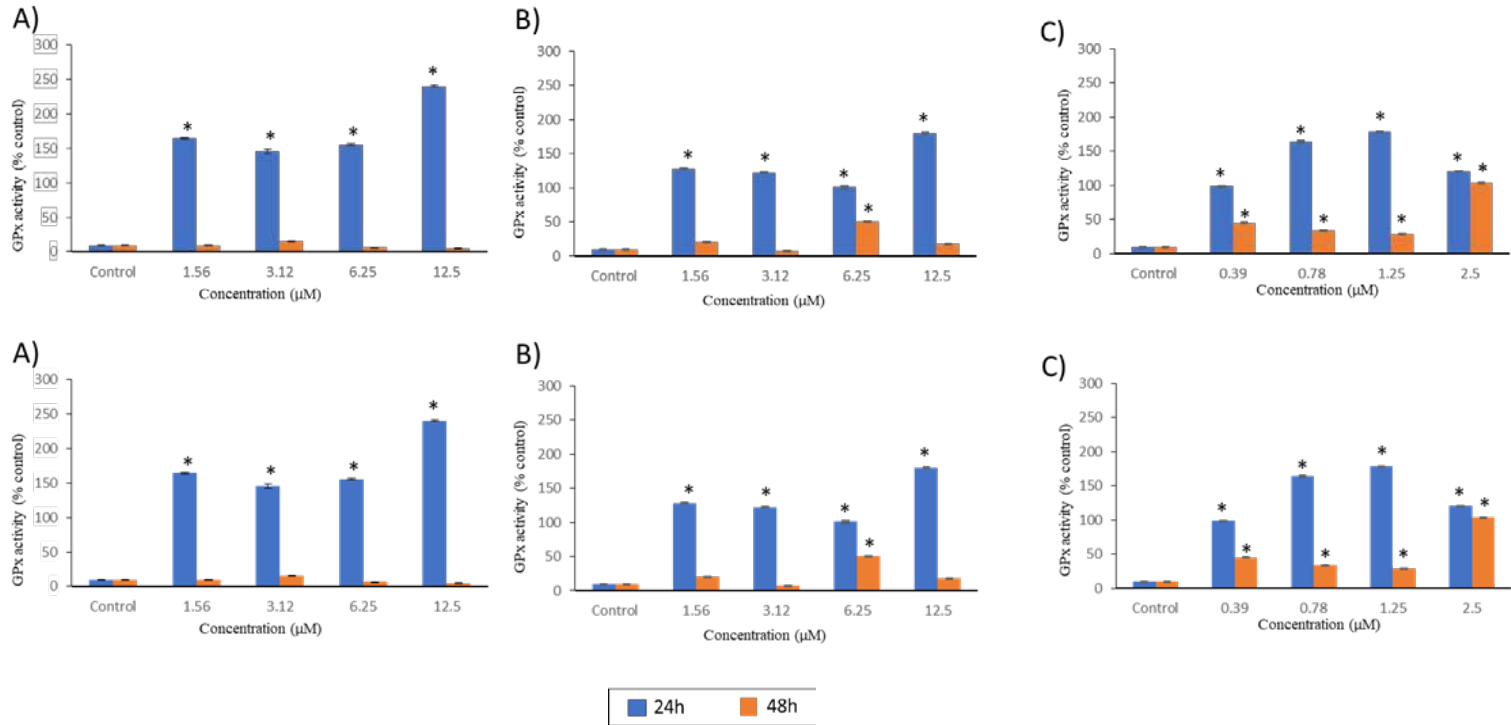 A)
B)
C)
300
250
200
150
100
50
GPx activity (% control)
* * * *
Control 1.56 3.12 6.25 12.5
Concentration (µM)
300
250
200
150
100
50
0
GPx activity (% control)
* * * * *
Control 1.56 3.12 6.25 12.5
Concentration (µM)
300
250
200
150
100
50
0
GPx activity (% control)
* * * * * * * *
Control 0.39 0.78 1.25 2.5
Concentration (µM)
A)
B)
C)
300
250
200
150
100
50
0
GPx activity (% control)
* * * *
Control 1.56 3.12 6.25 12.5
Concentration (µM)
300
250
200
150
100
50
0
GPx activity (% control)
* * * * *
Control 1.56 3.12 6.25 12.5
Concentration (µM)
300
250
200
150
100
50
0
GPx activity (% control)
* * * * * * * *
Control 0.39 0.78 1.25 2.5
Concentration (µM)
24h 48h